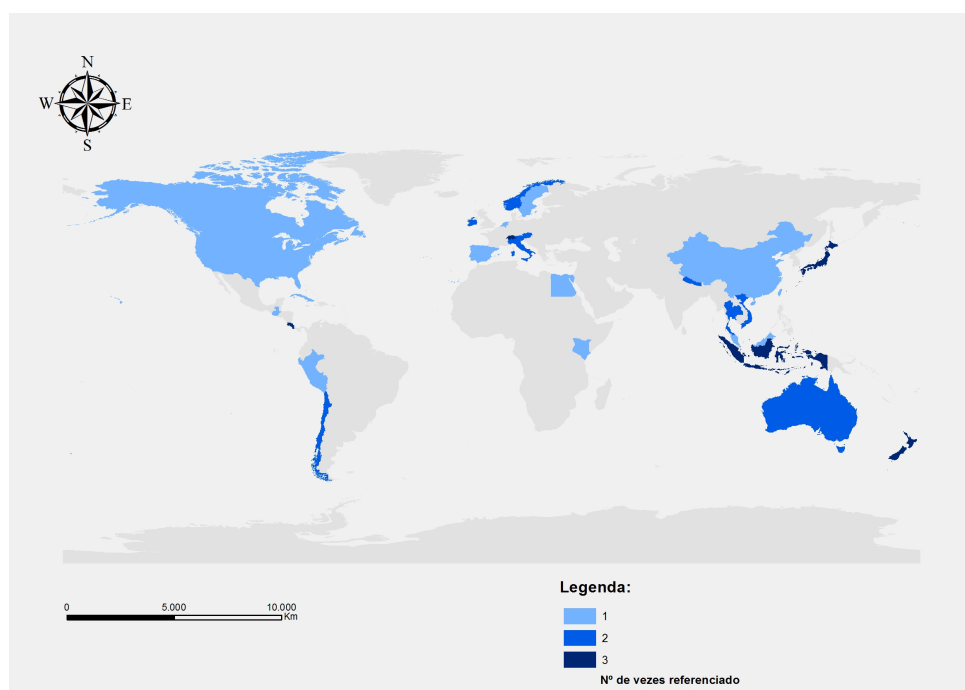 N
W E
S
Legenda:
1
2
3
Nº de vezes referenciado
0 5.000 10.000
Km